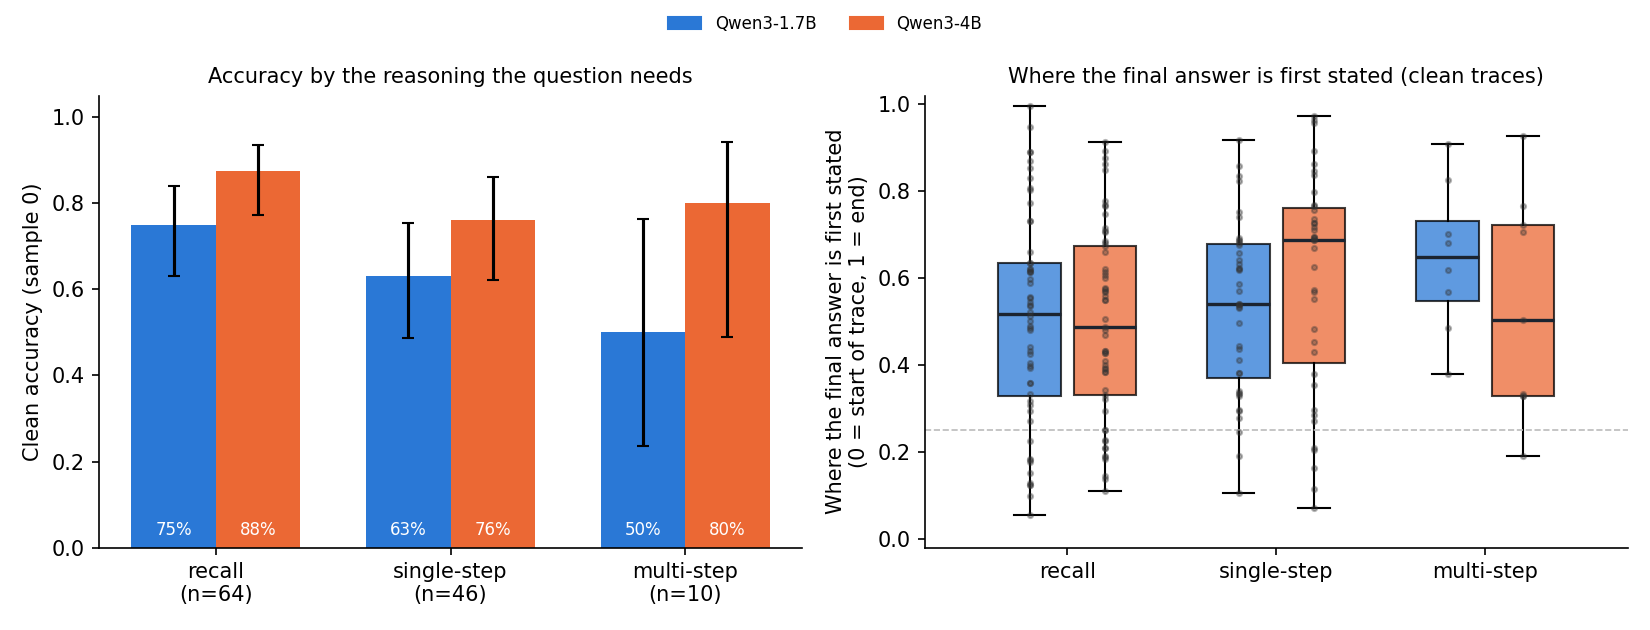 Qwen3-1.7B
Qwen3-4B
Accuracy by the reasoning the question needs
Clean accuracy (sample 0)
1.0
0.8
0.6
0.4
0.2
0.0
75%
88%
63%
76%
50%
80%
recall
(n=64)
single-step
(n=46)
multi-step
(n=10)
Where the final answer is first stated (clean traces)
Where the final answer is first stated
(0 = start of trace, 1 = end)
1.0
0.8
0.6
0.4
0.2
0.0
recall
single-step
multi-step